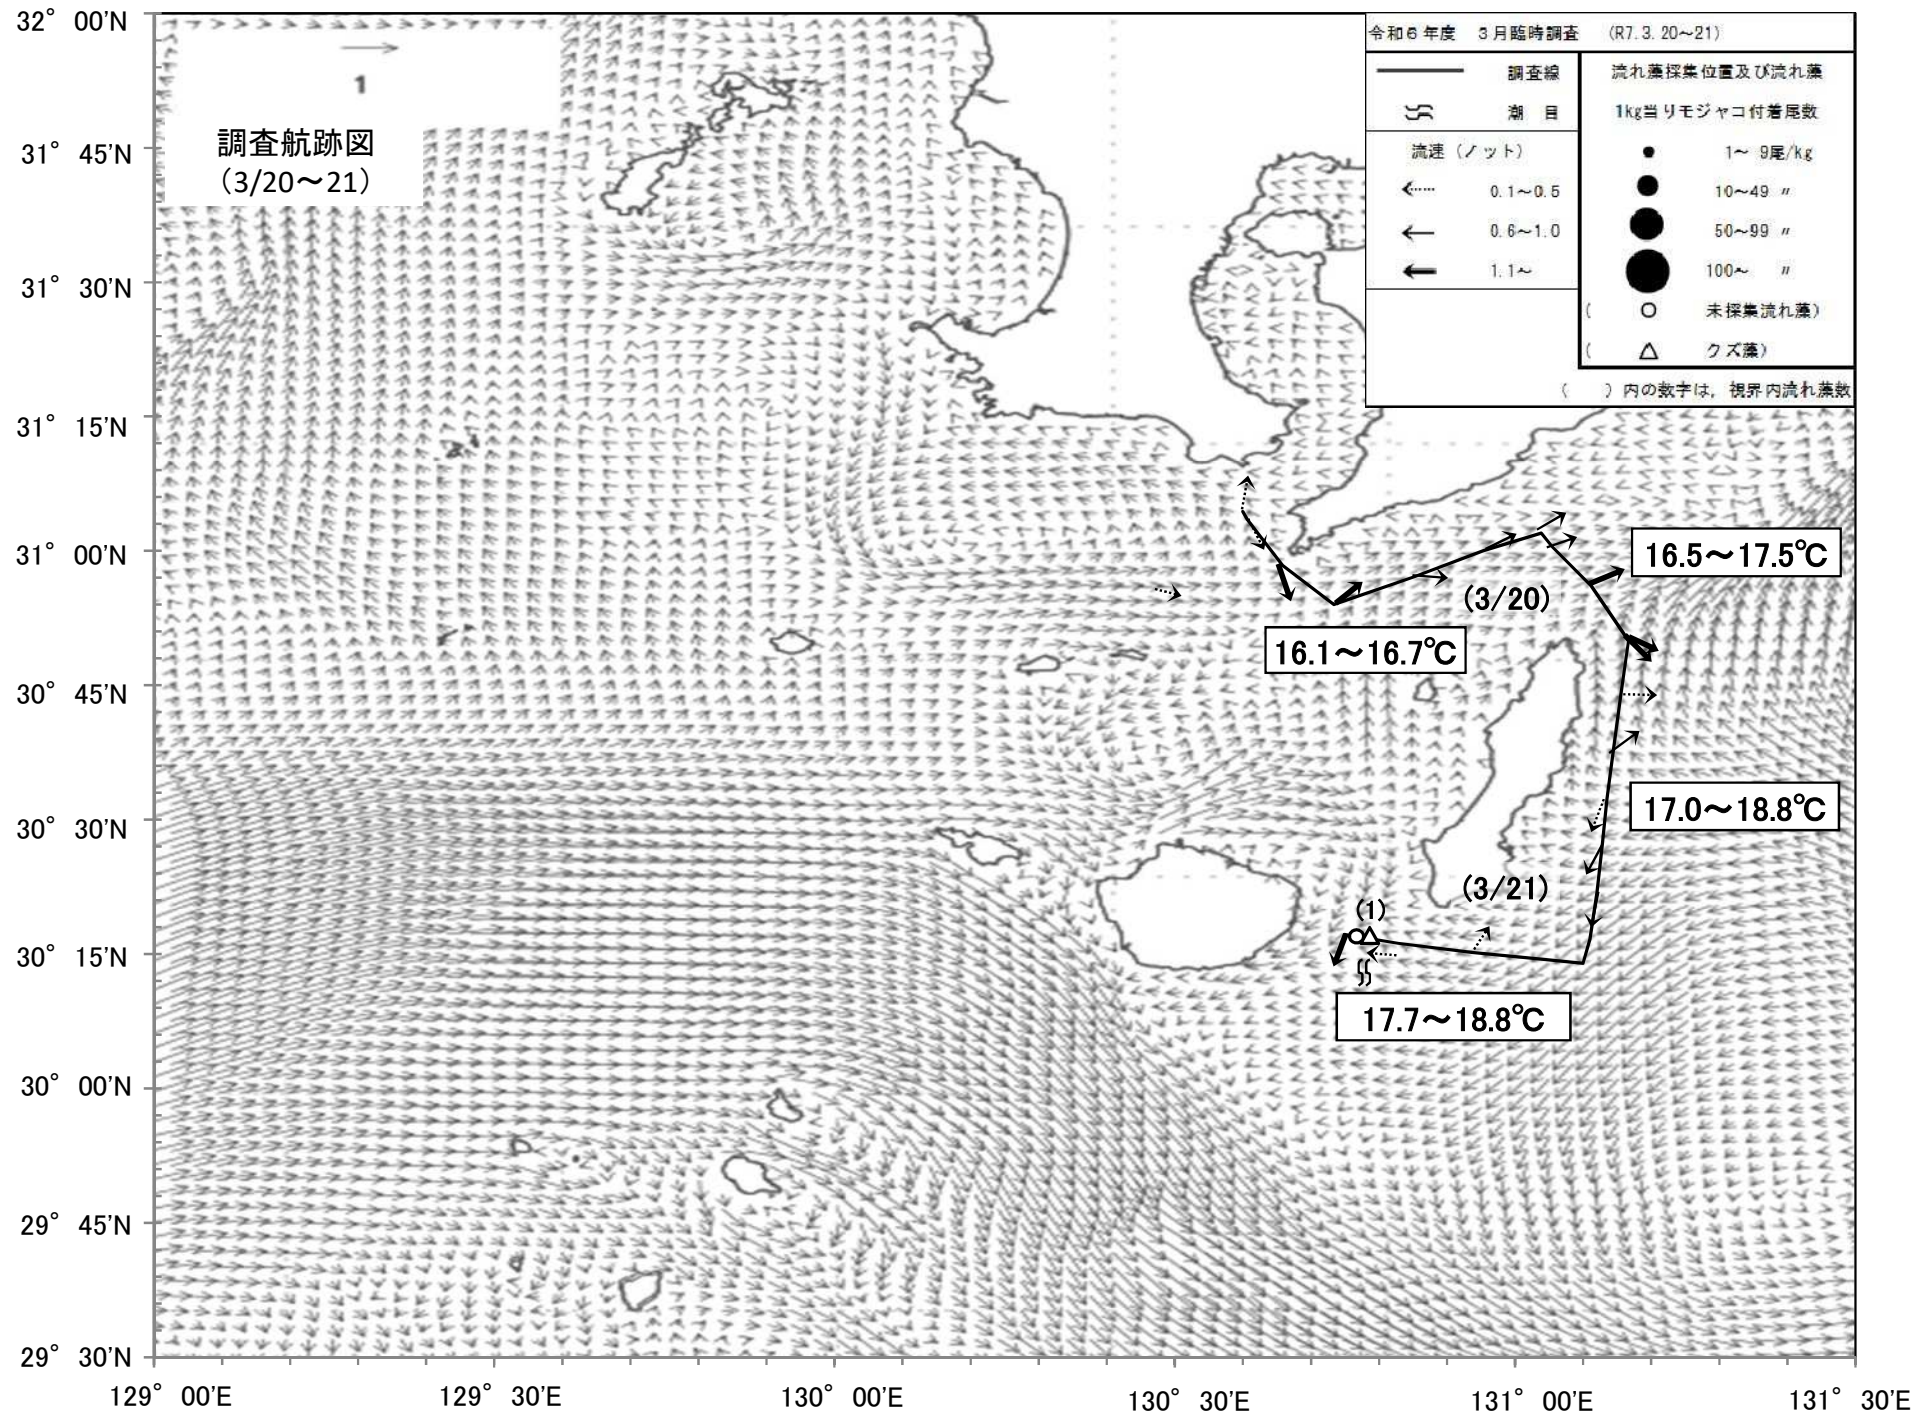 32° 00'N
31° 45'N
31° 30'N
31° 15'N
31° 00'N
30° 45'N
30° 30'N
30° 15'N
30° 00'N
29° 45'N
29° 30'N
129° 00'E
129° 30'E
130° 00'E
130° 30'E
131° 00'E
131° 30'E
1
調査航跡図
（3/20～21）
令和6年度 3月臨時調査 (R7.3.20～21)
調査線
潮 目
流速（ノット）
0.1～0.5
0.6～1.0
1.1～
流れ藻採集位置及び流れ藻
1kg当りモジャコ付着尾数
1～ 9尾/kg
10～49 〃
50～99 〃
100～ 〃
( 未採集流れ藻)
( クズ藻)
（ ）内の数字は，視界内流れ藻数
16.5～17.5℃
(3/20)
16.1～16.7℃
17.0～18.8℃
(3/21)
(1)
17.7～18.8℃